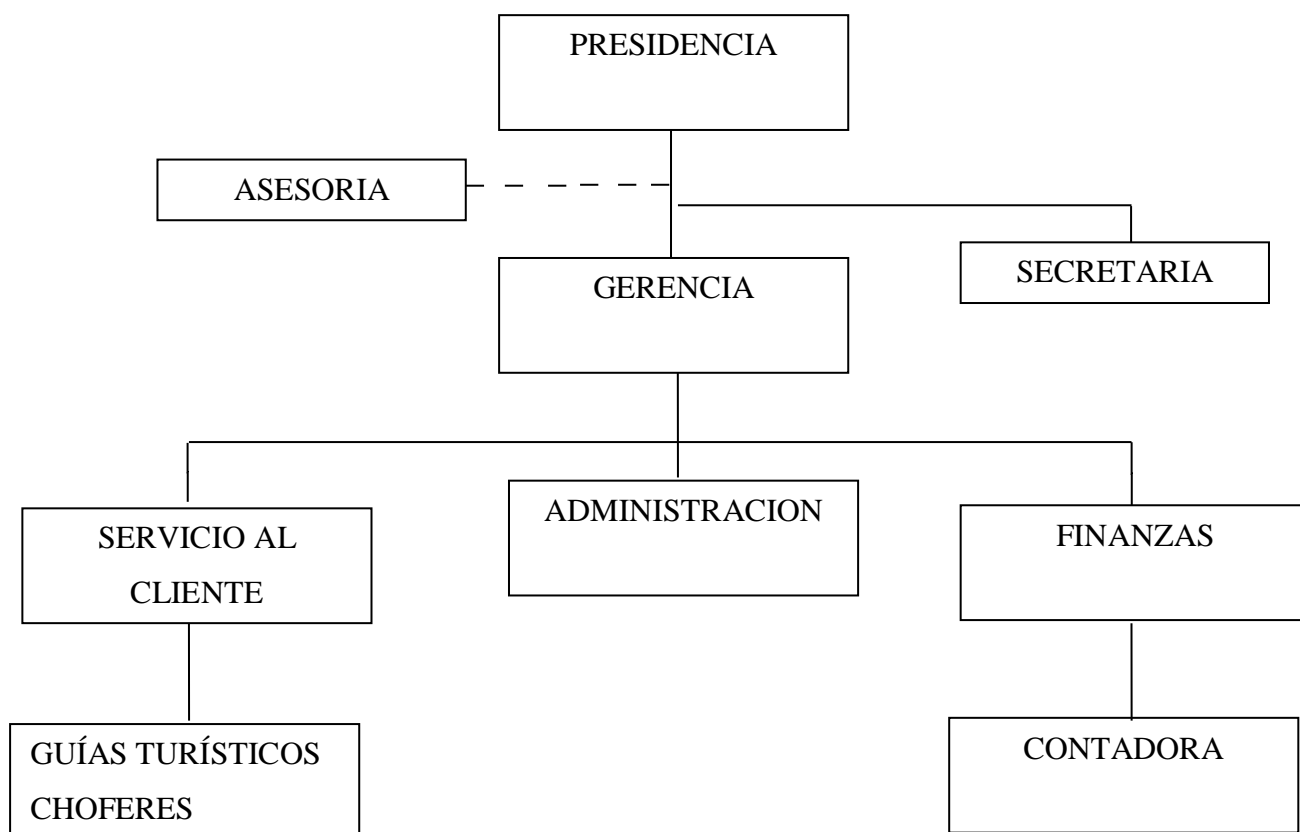 PRESIDENCIA
ASESORIA
SECRETARIA
GERENCIA
SERVICIO AL
CLIENTE
ADMINISTRACION
FINANZAS
GUÍAS TURÍSTICOS
CHOFERES
CONTADORA